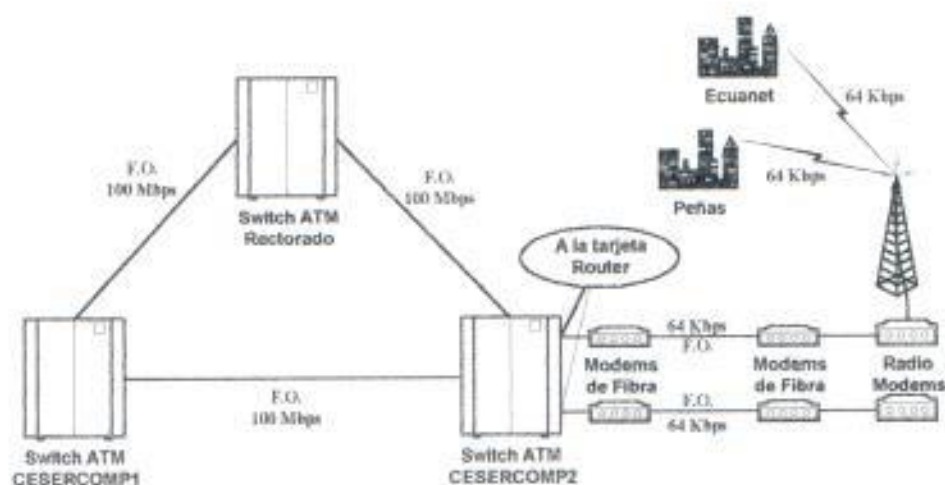 Ecuanet
64 Kbps
Peñas
64 Kbps
F.O.
100 Mbps
F.O.
100 Mbps
Switch ATM
Rectorado
A la tarjeta
Router
F.O.
100 Mbps
Switch ATM
CESERCOMP1
Switch ATM
CESERCOMP2
64 Kbps
F.O.
Modems
de Fibra
Modems
de Fibra
Radio
Modems
F.O.
64 Kbps